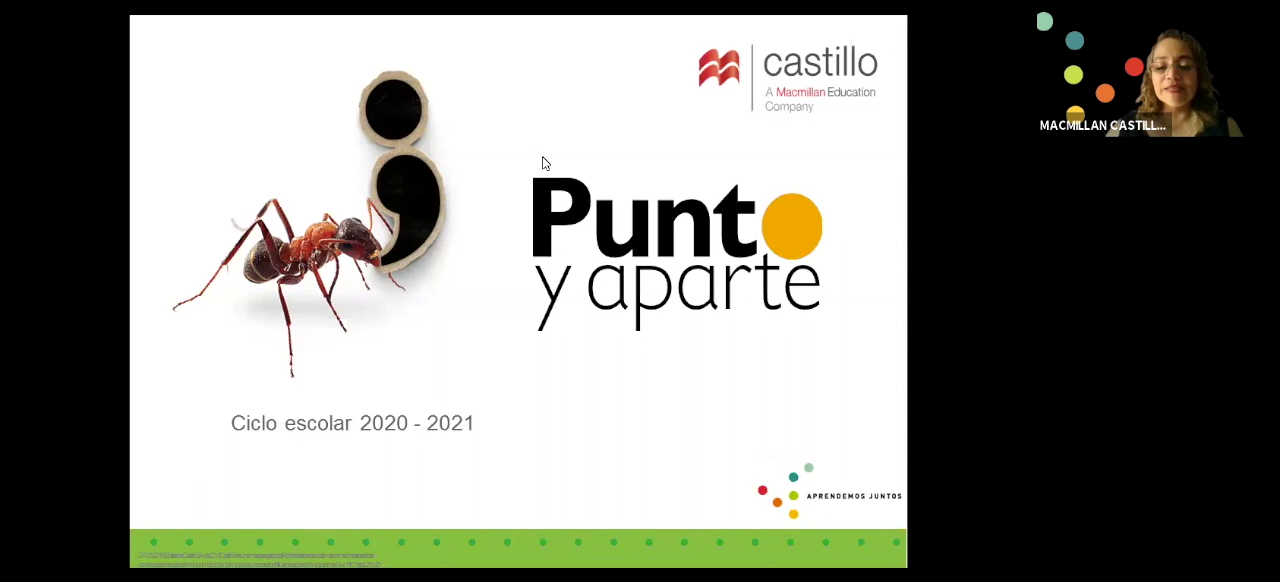 castillo
A Macmillan Education
Company
MACMILLAN CASTILL...
Punto
y aparte
Ciclo escolar 2020 - 2021
APRENDEMOS JUNTOS